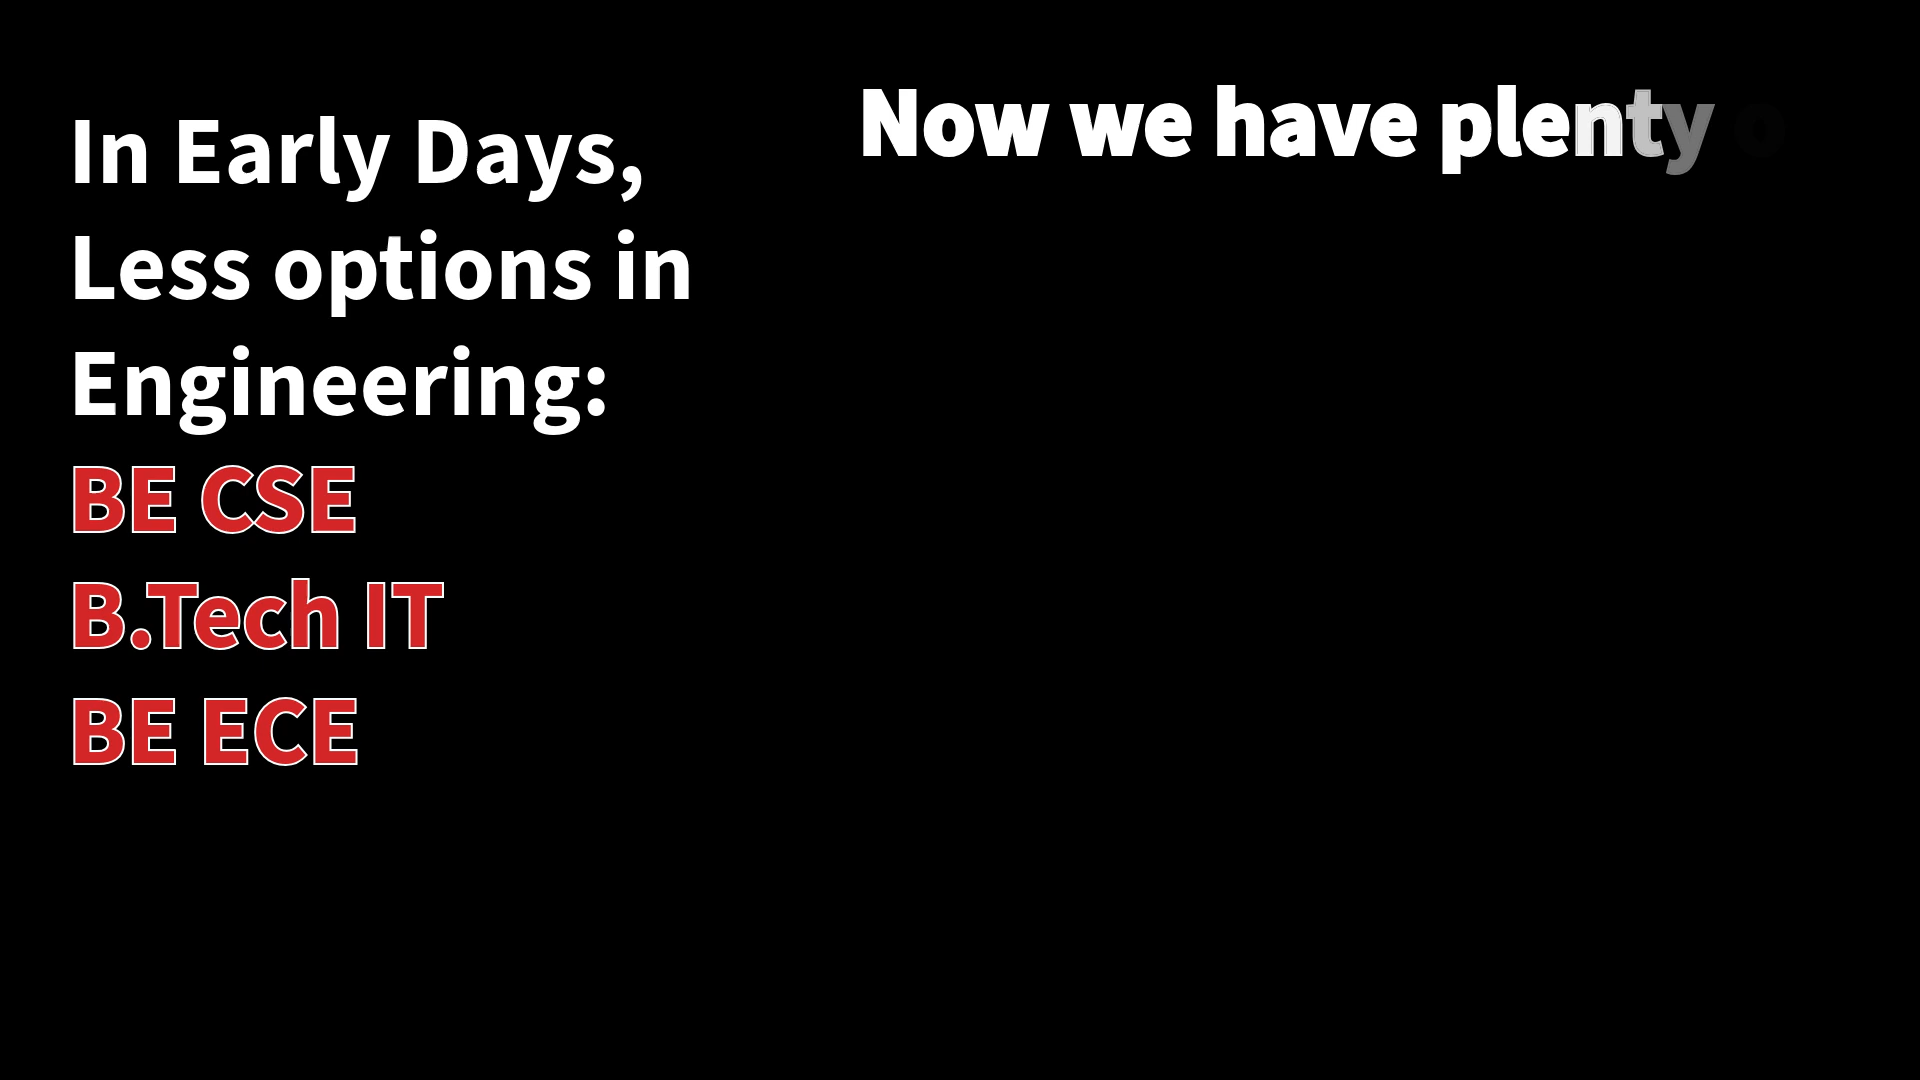 In Early Days,
Less options in
Engineering:
BE CSE
B.Tech IT
BE ECE
Now we have plenty o